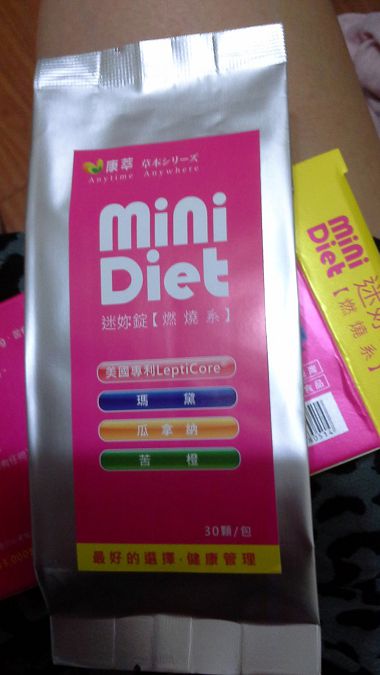 康萃 草本シリーズ
Anytime Anywhere
mini
Diet
迷妳錠【燃燒系】
美國專利LeptiCore®
瑪黛
瓜拿納
苦橙
30顆/包
最好的選擇·健康管理
mini
Diet
【燃燒系】
迷妳